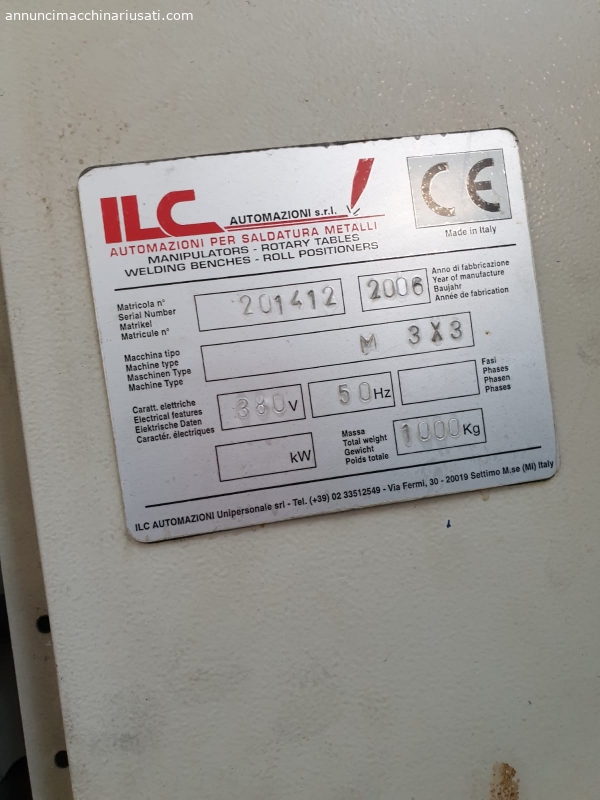 annuncimacchinariusati.com
ILC AUTOMAZIONI s.r.l.
AUTOMAZIONI PER SALDATURA METALLI
MANIPULATORS - ROTARY TABLES
WELDING BENCHES - ROLL POSITIONERS
CE
Made in Italy
Matricola n°
Serial Number
Matrikel
Matricule n°
201412
2006
Anno di fabbricazione
Year of manufacture
Baujahr
Année de fabrication
Macchina tipo
Machine type
Maschinen Type
Machine Type
M 3X3
Caratt. elettriche
Electrical features
Elektrische Daten
Caractér. électriques
380 V
50 Hz
Fasi
Phases
Phasen
Phases
kW
Massa
Total weight
Gewicht
Poids totale
1000 Kg
ILC AUTOMAZIONI Unipersonale srl - Tel. (+39) 02 33512549 - Via Fermi, 30 - 20019 Settimo M.se (Mi) Italy